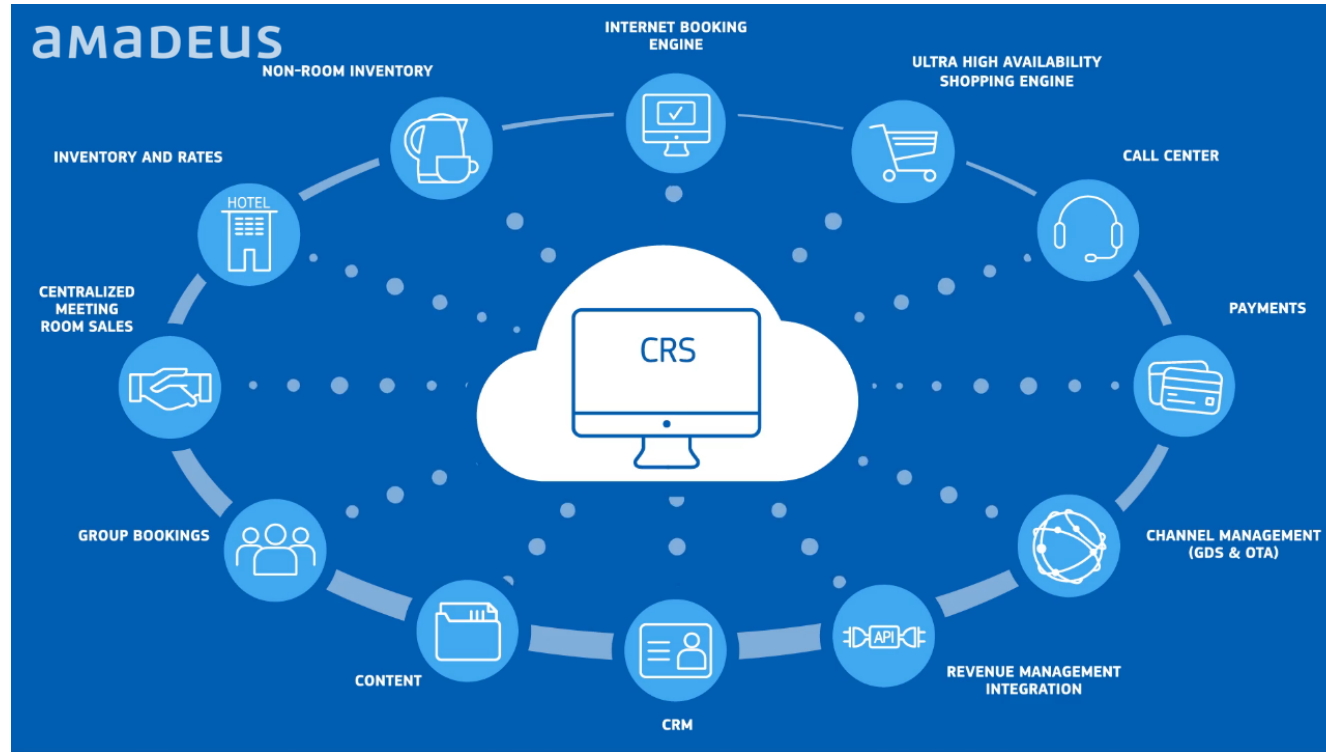 aмaDEUS
INTERNET BOOKING
ENGINE
NON-ROOM INVENTORY
ULTRA HIGH AVAILABILITY
SHOPPING ENGINE
INVENTORY AND RATES
CALL CENTER
HOTEL
CENTRALIZED
MEETING
ROOM SALES
PAYMENTS
CRS
GROUP BOOKINGS
CHANNEL MANAGEMENT
(GDS & OTA)
API
CONTENT
REVENUE MANAGEMENT
INTEGRATION
CRM